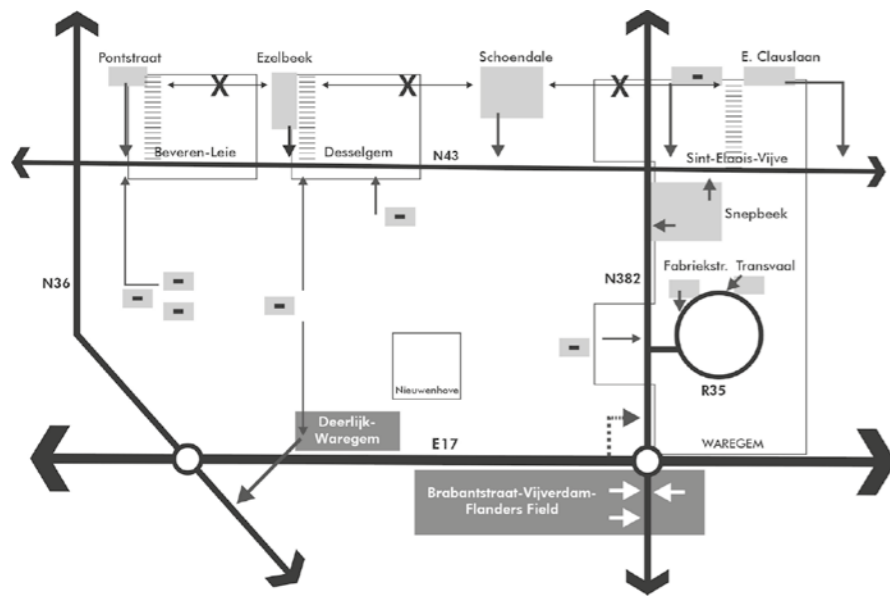 Pontstraat
Ezelbeek
Schoendale
E. Clauslaan
X
X
X
-
Beveren-Leie
Desselgem
N43
Sint-Eloois-Vijve
-
Snepbeek
N36
-
-
-
-
N382
Fabriekstr.
Transvaal
-
Nieuwenhove
R35
Deerlijk-
Waregem
E17
WAREGEM
Brabantstraat-Vijverdam-
Flanders Field